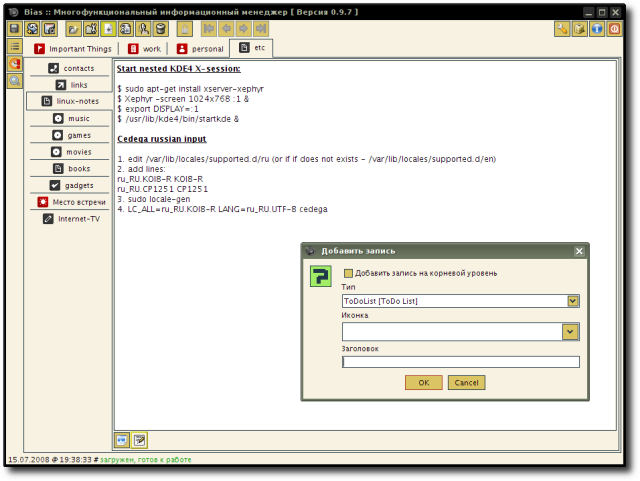 Bias :: Многофункциональный информационный менеджер [ Версия 0.9.7 ]
Important Things
work
personal
etc
contacts
links
linux-notes
music
games
movies
books
gadgets
Место встречи
Internet-TV
Start nested KDE4 X-session:
$ sudo apt-get install xserver-xephyr
$ Xephyr -screen 1024x768 :1 &
$ export DISPLAY=:1
$ /usr/lib/kde4/bin/startkde &
Cedega russian input
1. edit /var/lib/locales/supported.d/ru (or if if does not exists - /var/lib/locales/supported.d/en)
2. add lines:
ru_RU.KOI8-R KOI8-R
ru_RU.CP1251 CP1251
3. sudo locale-gen
4. LC_ALL=ru_RU.KOI8-R LANG=ru_RU.UTF-8 cedega
Добавить запись
Добавить запись на корневой уровень
Тип
ToDoList [ToDo List]
Иконка
Заголовок
OK
Cancel
15.07.2008 @ 19:38:33 # загружен, готов к работе